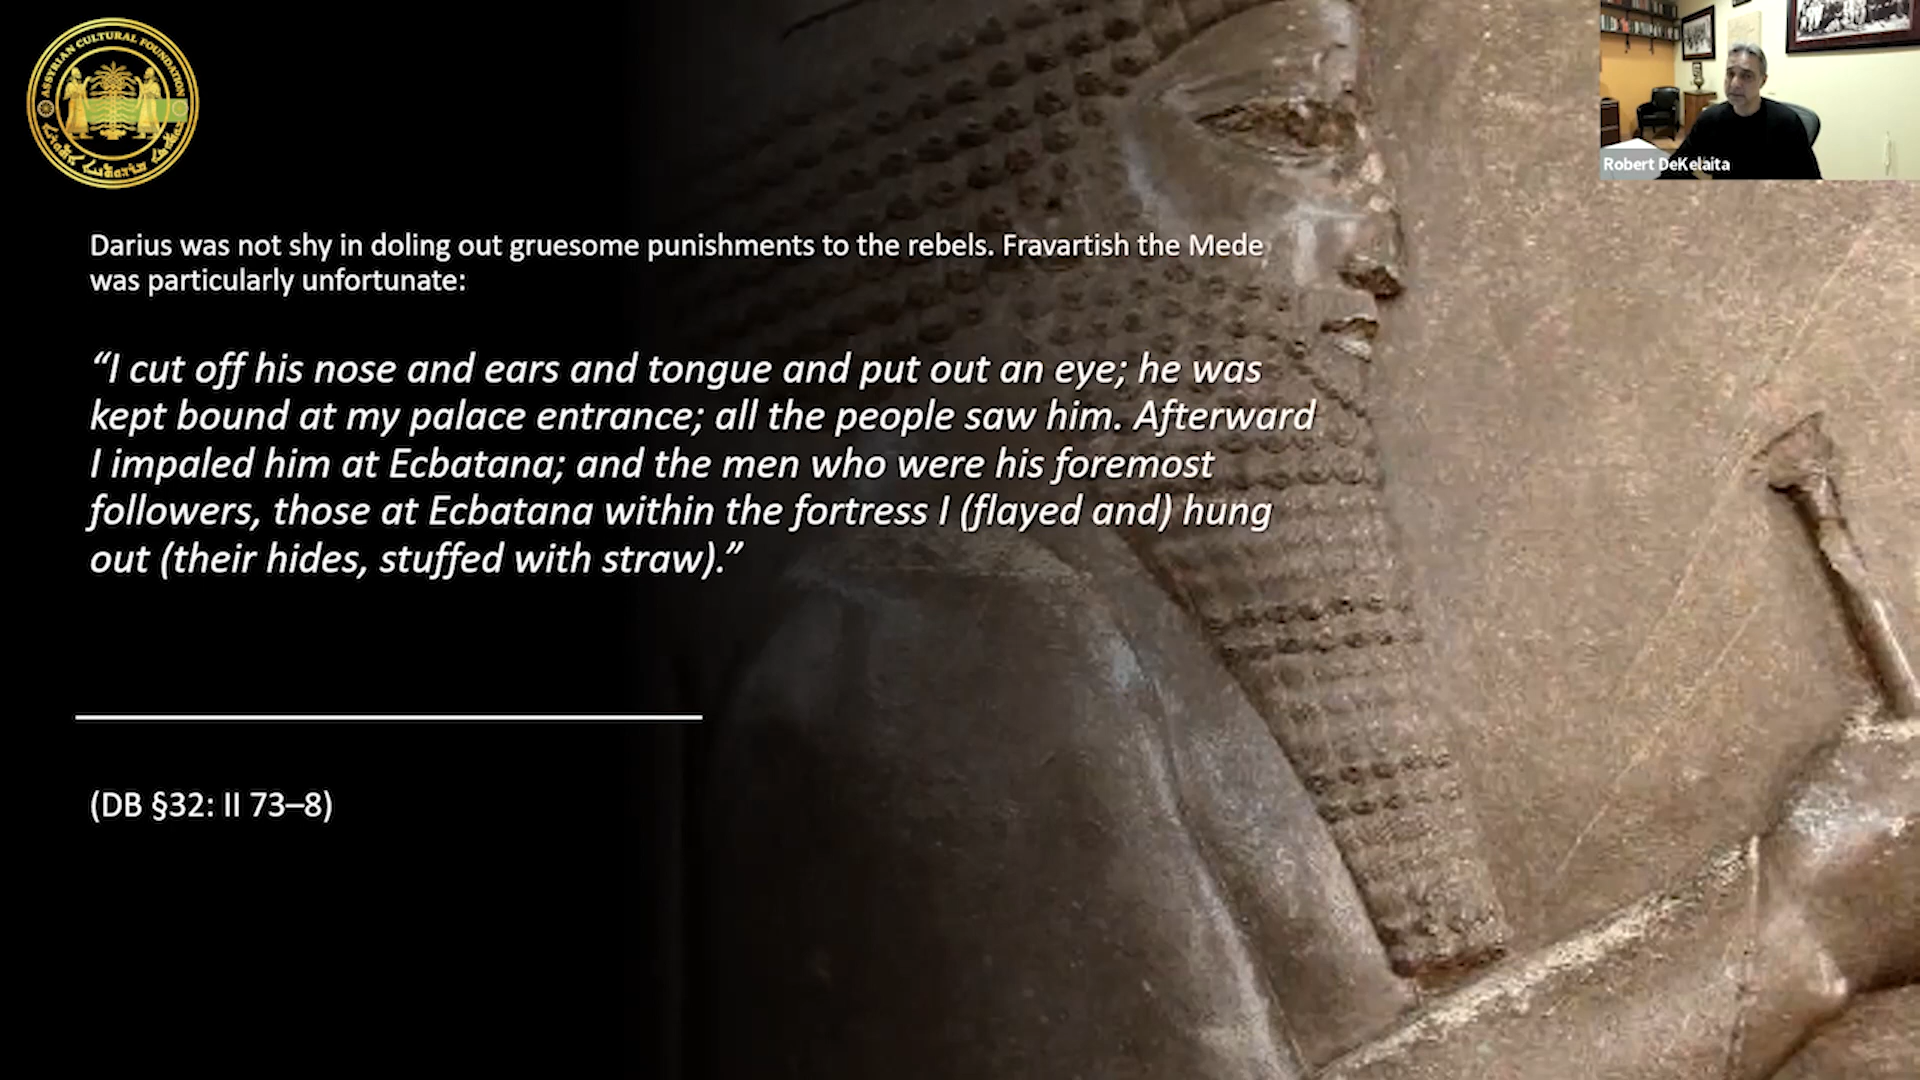 ASSYRIAN CULTURAL FOUNDATION
Robert DeKelaita
Darius was not shy in doling out gruesome punishments to the rebels. Fravartish the Mede
was particularly unfortunate:
“I cut off his nose and ears and tongue and put out an eye; he was
kept bound at my palace entrance; all the people saw him. Afterward
I impaled him at Ecbatana; and the men who were his foremost
followers, those at Ecbatana within the fortress I (flayed and) hung
out (their hides, stuffed with straw).”
(DB §32: II 73–8)